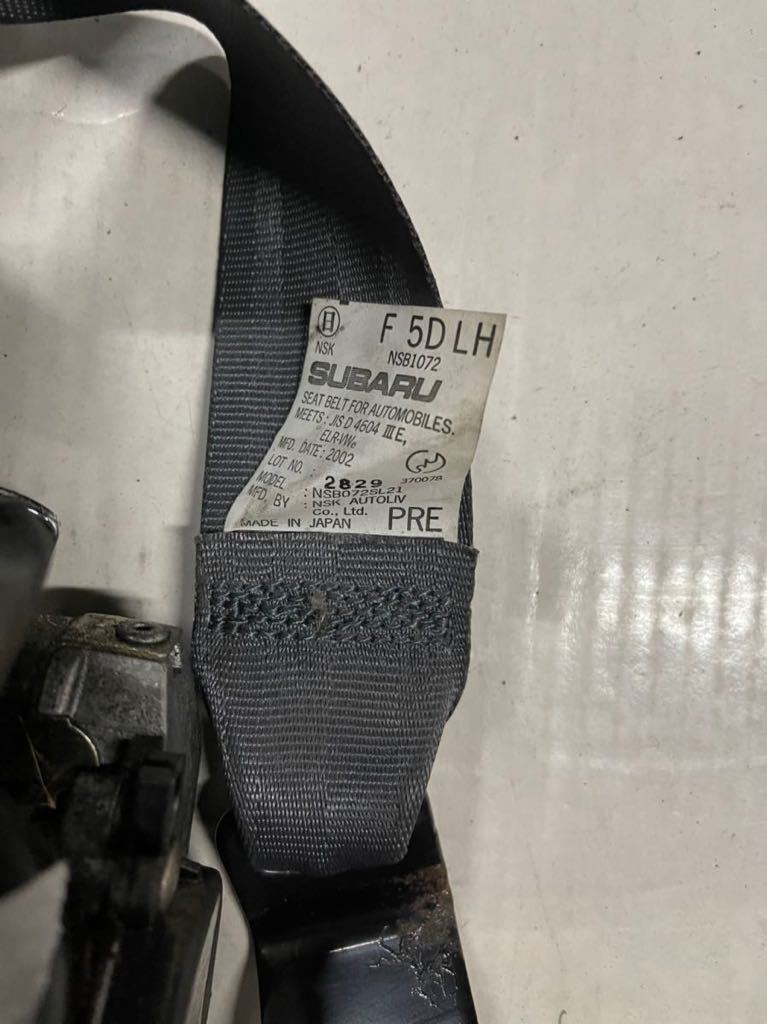 F 5D LH
NSK
NSB1072
SUBARU
SEAT BELT FOR AUTOMOBILES.
MEETS : JIS D 4604 III E,
ELR-VWe
MFD. DATE : 2002
LOT NO. : 2829
370078
MODEL : NSB072SL21
MFD. BY : NSK AUTOLIV
Co., Ltd.
MADE IN JAPAN
PRE